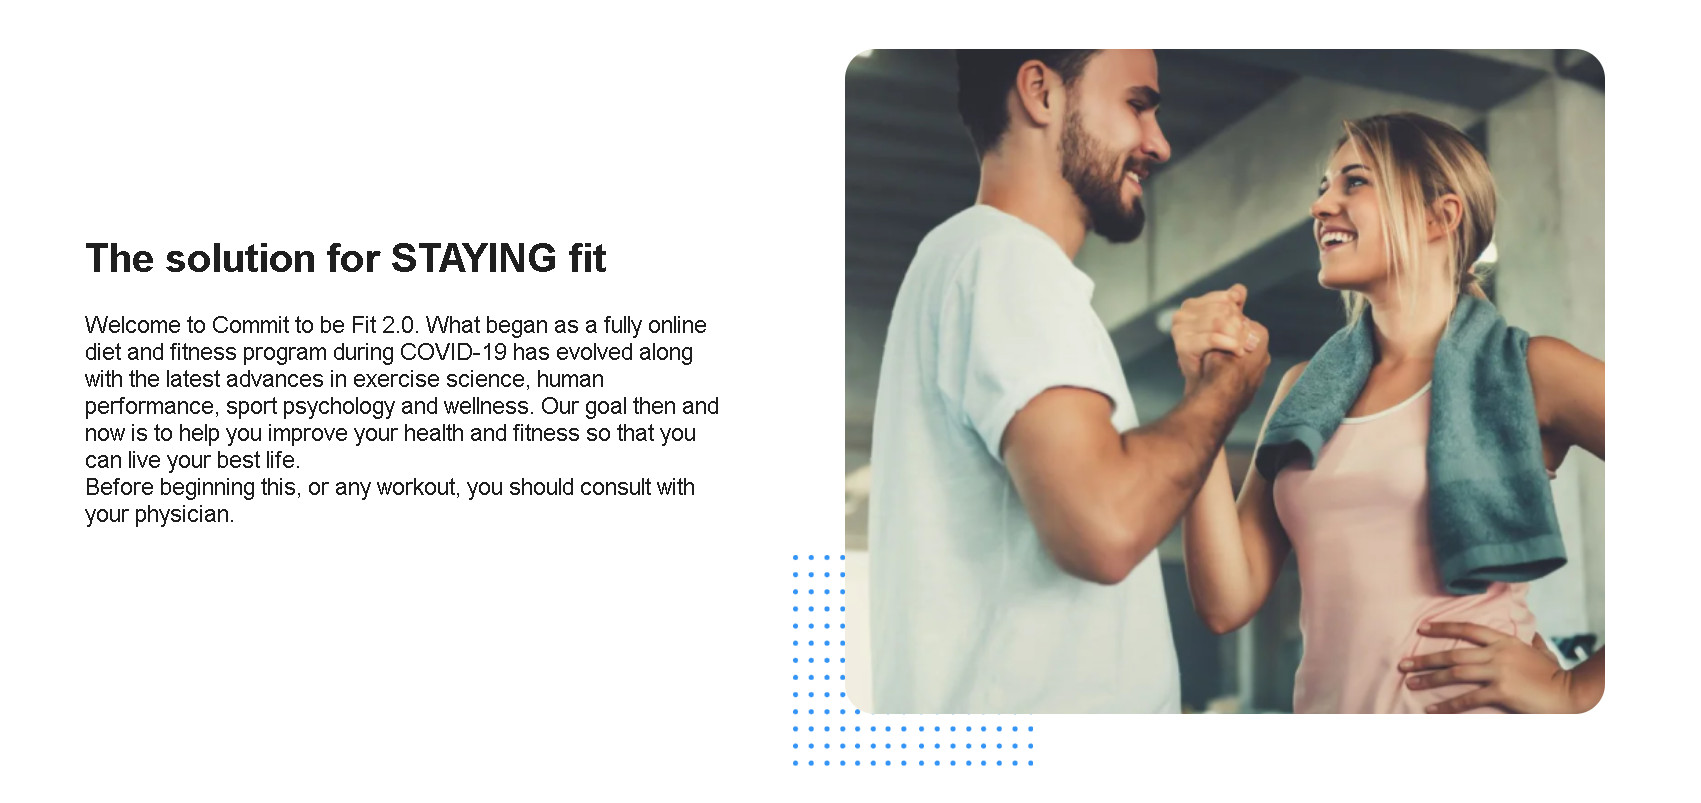 The solution for STAYING fit
Welcome to Commit to be Fit 2.0. What began as a fully online
diet and fitness program during COVID-19 has evolved along
with the latest advances in exercise science, human
performance, sport psychology and wellness. Our goal then and
now is to help you improve your health and fitness so that you
can live your best life.
Before beginning this, or any workout, you should consult with
your physician.